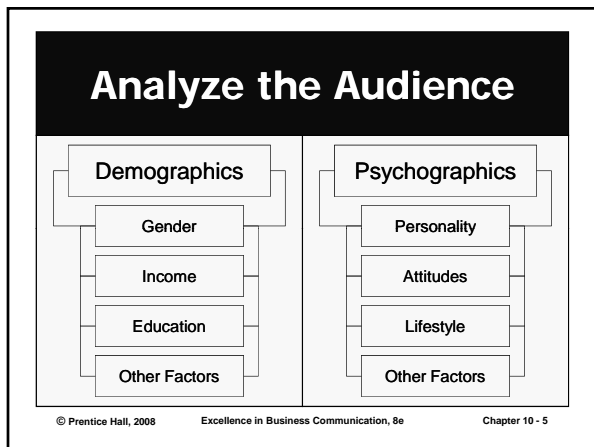 Analyze the Audience
Demographics
Gender
Income
Education
Other Factors
Psychographics
Personality
Attitudes
Lifestyle
Other Factors
© Prentice Hall, 2008 Excellence in Business Communication, 8e Chapter 10 - 5